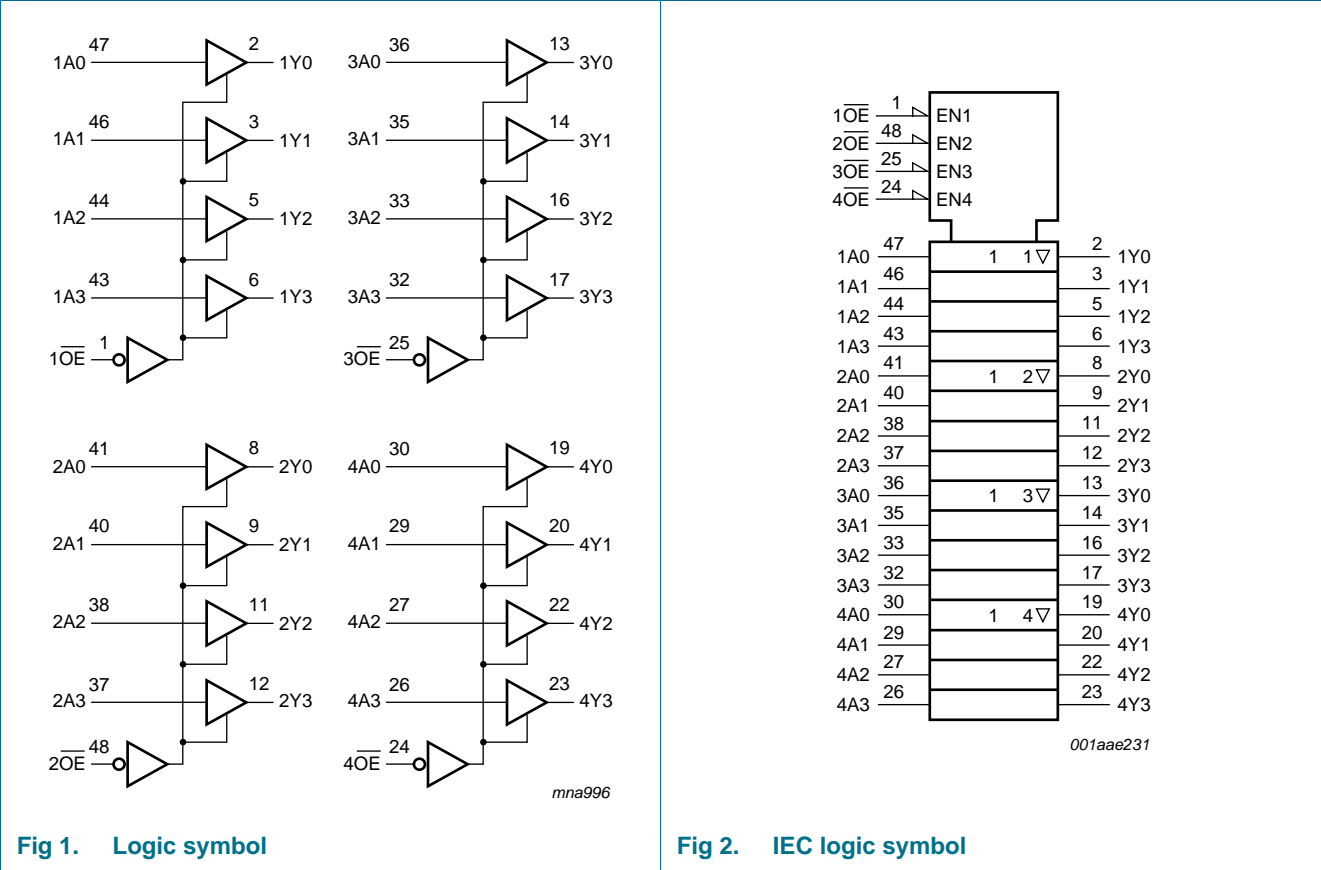 1A0 47 2 1Y0
1A1 46 3 1Y1
1A2 44 5 1Y2
1A3 43 6 1Y3
1O̅E̅ 1
3A0 36 13 3Y0
3A1 35 14 3Y1
3A2 33 16 3Y2
3A3 32 17 3Y3
3O̅E̅ 25
2A0 41 8 2Y0
2A1 40 9 2Y1
2A2 38 11 2Y2
2A3 37 12 2Y3
2O̅E̅ 48
4A0 30 19 4Y0
4A1 29 20 4Y1
4A2 27 22 4Y2
4A3 26 23 4Y3
4O̅E̅ 24
mna996
Fig 1. Logic symbol
1O̅E̅ 1 EN1
2O̅E̅ 48 EN2
3O̅E̅ 25 EN3
4O̅E̅ 24 EN4
1A0 47 1 1▽ 2 1Y0
1A1 46 3 1Y1
1A2 44 5 1Y2
1A3 43 6 1Y3
2A0 41 1 2▽ 8 2Y0
2A1 40 9 2Y1
2A2 38 11 2Y2
2A3 37 12 2Y3
3A0 36 1 3▽ 13 3Y0
3A1 35 14 3Y1
3A2 33 16 3Y2
3A3 32 17 3Y3
4A0 30 1 4▽ 19 4Y0
4A1 29 20 4Y1
4A2 27 22 4Y2
4A3 26 23 4Y3
001aae231
Fig 2. IEC logic symbol